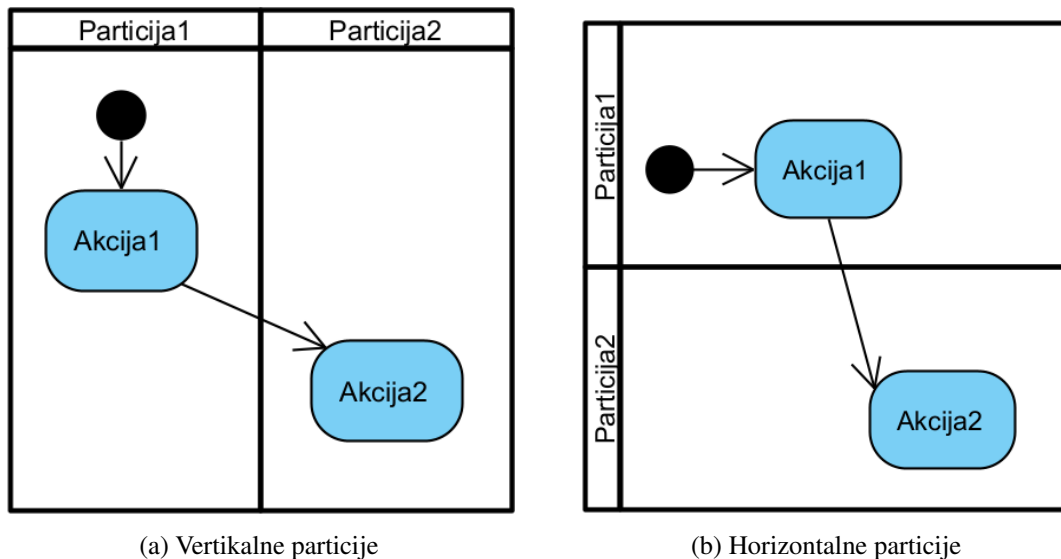 Particija1
Particija2
Akcija1
Akcija2
(a) Vertikalne particije
Particija1
Akcija1
Particija2
Akcija2
(b) Horizontalne particije